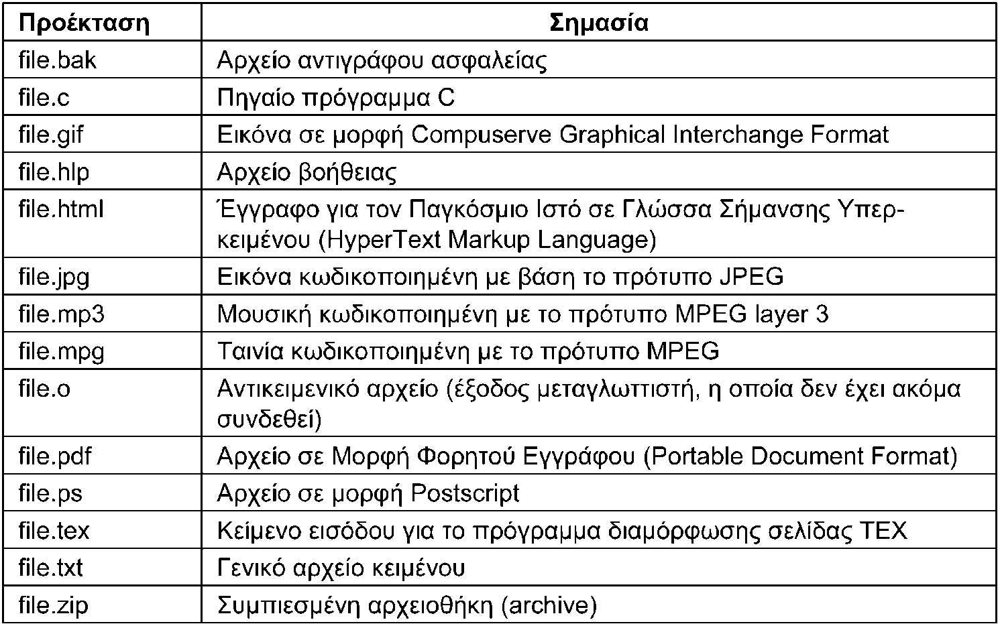 Προέκταση Σημασία
file.bak Αρχείο αντιγράφου ασφαλείας
file.c Πηγαίο πρόγραμμα C
file.gif Εικόνα σε μορφή Compuserve Graphical Interchange Format
file.hlp Αρχείο βοήθειας
file.html Έγγραφο για τον Παγκόσμιο Ιστό σε Γλώσσα Σήμανσης Υπερ-
κειμένου (HyperText Markup Language)
file.jpg Εικόνα κωδικοποιημένη με βάση το πρότυπο JPEG
file.mp3 Μουσική κωδικοποιημένη με το πρότυπο MPEG layer 3
file.mpg Ταινία κωδικοποιημένη με το πρότυπο MPEG
file.o Αντικειμενικό αρχείο (έξοδος μεταγλωττιστή, η οποία δεν έχει ακόμα
συνδεθεί)
file.pdf Αρχείο σε Μορφή Φορητού Εγγράφου (Portable Document Format)
file.ps Αρχείο σε μορφή Postscript
file.tex Κείμενο εισόδου για το πρόγραμμα διαμόρφωσης σελίδας TEX
file.txt Γενικό αρχείο κειμένου
file.zip Συμπιεσμένη αρχειοθήκη (archive)